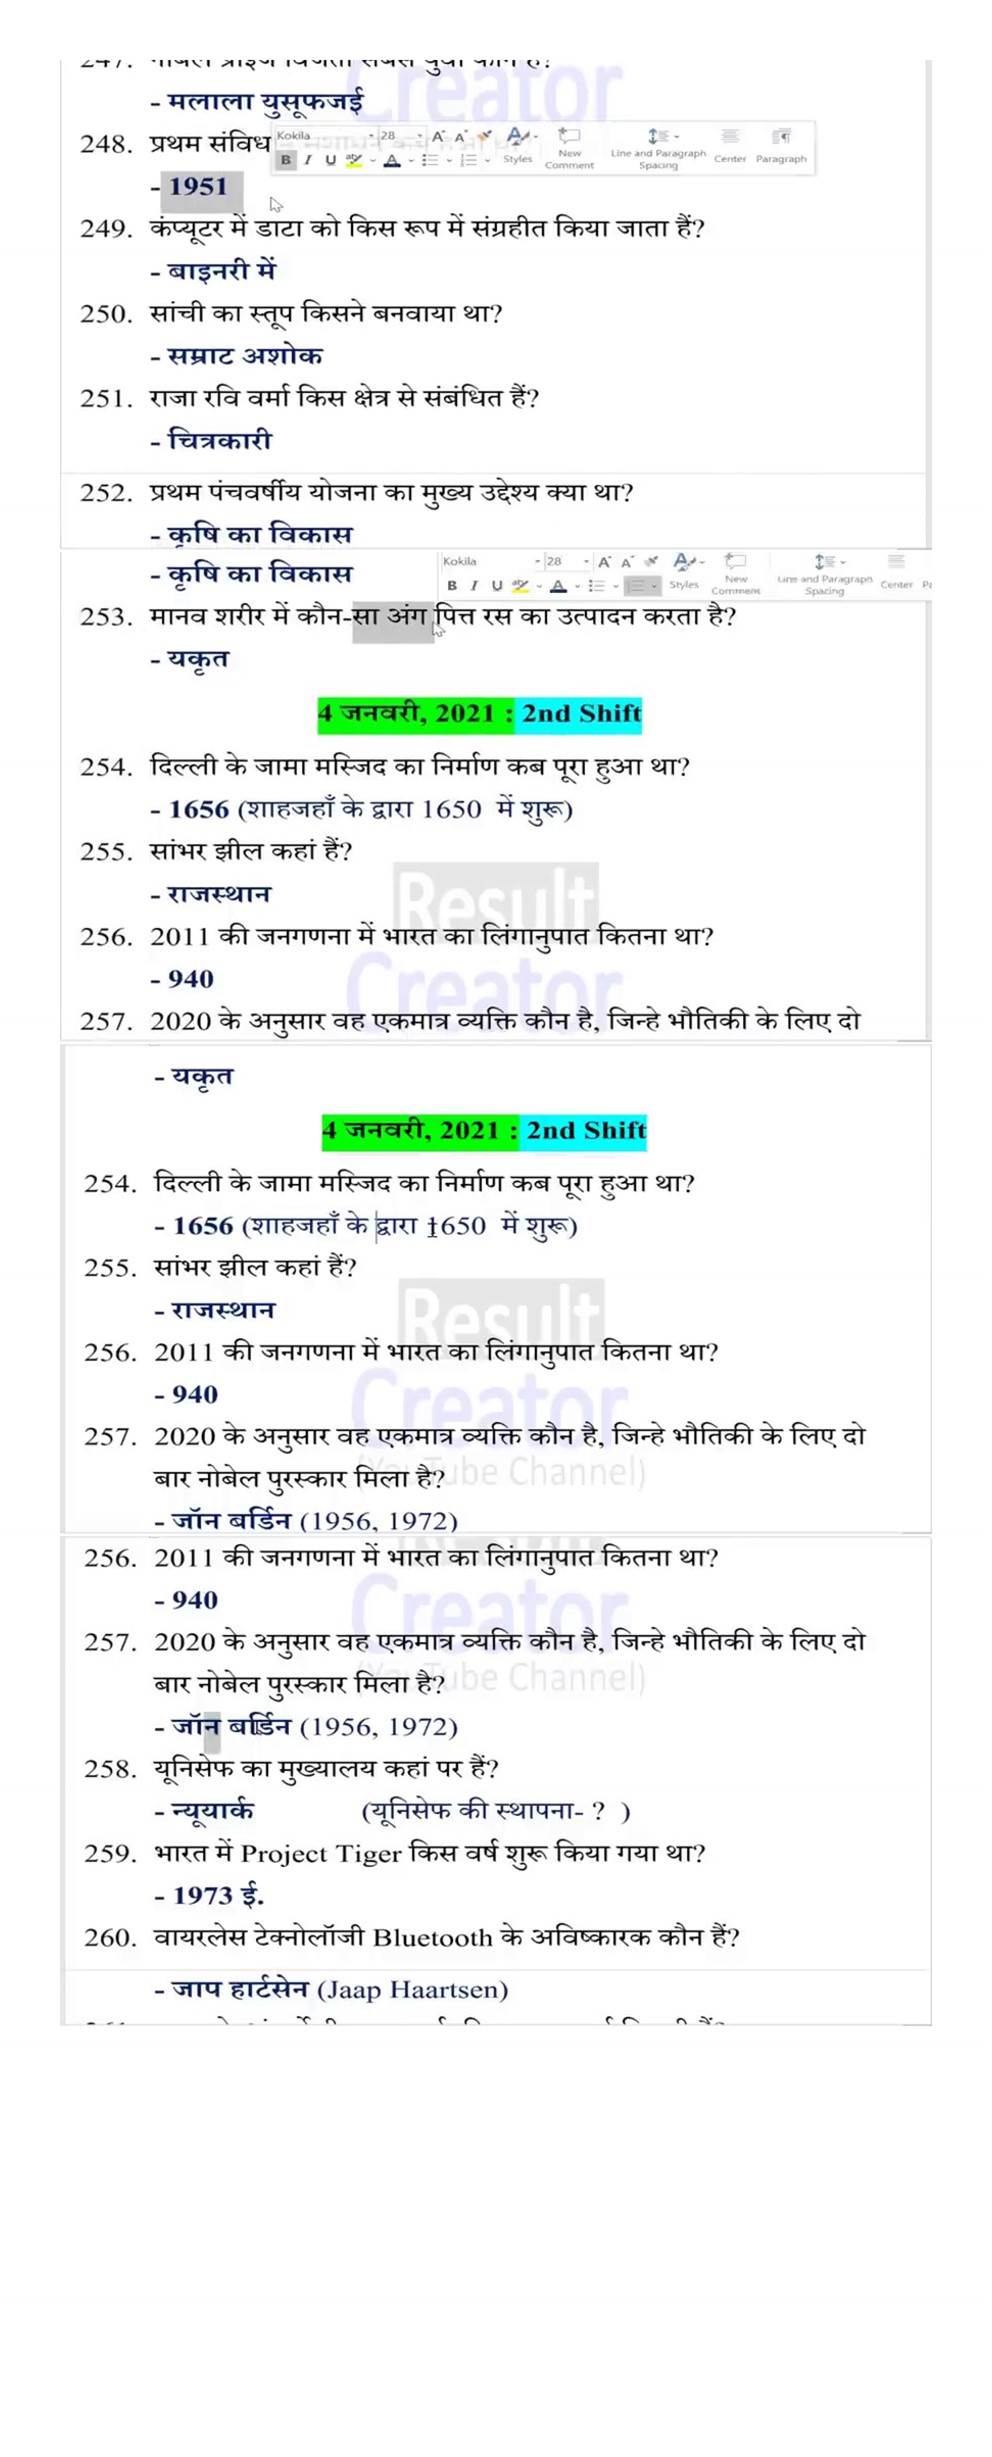 247. नोबेल प्राइज विजेता सबसे युवा कौन है?
- मलाला युसूफजई
248. प्रथम संविध
Kokila 28 A A
B I U Styles New Comment Line and Paragraph Spacing Center Paragraph
- 1951
249. कंप्यूटर में डाटा को किस रूप में संग्रहीत किया जाता हैं?
- बाइनरी में
250. सांची का स्तूप किसने बनवाया था?
- सम्राट अशोक
251. राजा रवि वर्मा किस क्षेत्र से संबंधित हैं?
- चित्रकारी
252. प्रथम पंचवर्षीय योजना का मुख्य उद्देश्य क्या था?
- कृषि का विकास
Kokila 28 A A
- कृषि का विकास
B I U A Styles New Comment Line and Paragraph Spacing Center
253. मानव शरीर में कौन-सा अंग पित्त रस का उत्पादन करता है?
- यकृत
4 जनवरी, 2021 : 2nd Shift
254. दिल्ली के जामा मस्जिद का निर्माण कब पूरा हुआ था?
- 1656 (शाहजहाँ के द्वारा 1650 में शुरू)
255. सांभर झील कहां हैं?
- राजस्थान
Result
256. 2011 की जनगणना में भारत का लिंगानुपात कितना था?
- 940
Creator
257. 2020 के अनुसार वह एकमात्र व्यक्ति कौन है, जिन्हे भौतिकी के लिए दो
- यकृत
4 जनवरी, 2021 : 2nd Shift
254. दिल्ली के जामा मस्जिद का निर्माण कब पूरा हुआ था?
- 1656 (शाहजहाँ के द्वारा 1650 में शुरू)
255. सांभर झील कहां हैं?
- राजस्थान
Result
256. 2011 की जनगणना में भारत का लिंगानुपात कितना था?
- 940
Creator
257. 2020 के अनुसार वह एकमात्र व्यक्ति कौन है, जिन्हे भौतिकी के लिए दो
बार नोबेल पुरस्कार मिला है?
(YouTube Channel)
- जॉन बर्डिन (1956, 1972)
256. 2011 की जनगणना में भारत का लिंगानुपात कितना था?
- 940
Creator
257. 2020 के अनुसार वह एकमात्र व्यक्ति कौन है, जिन्हे भौतिकी के लिए दो
बार नोबेल पुरस्कार मिला है?
(YouTube Channel)
- जॉन बर्डिन (1956, 1972)
258. यूनिसेफ का मुख्यालय कहां पर हैं?
- न्यूयार्क (यूनिसेफ की स्थापना- ? )
259. भारत में Project Tiger किस वर्ष शुरू किया गया था?
- 1973 ई.
260. वायरलेस टेक्नोलॉजी Bluetooth के अविष्कारक कौन हैं?
- जाप हार्टसेन (Jaap Haartsen)